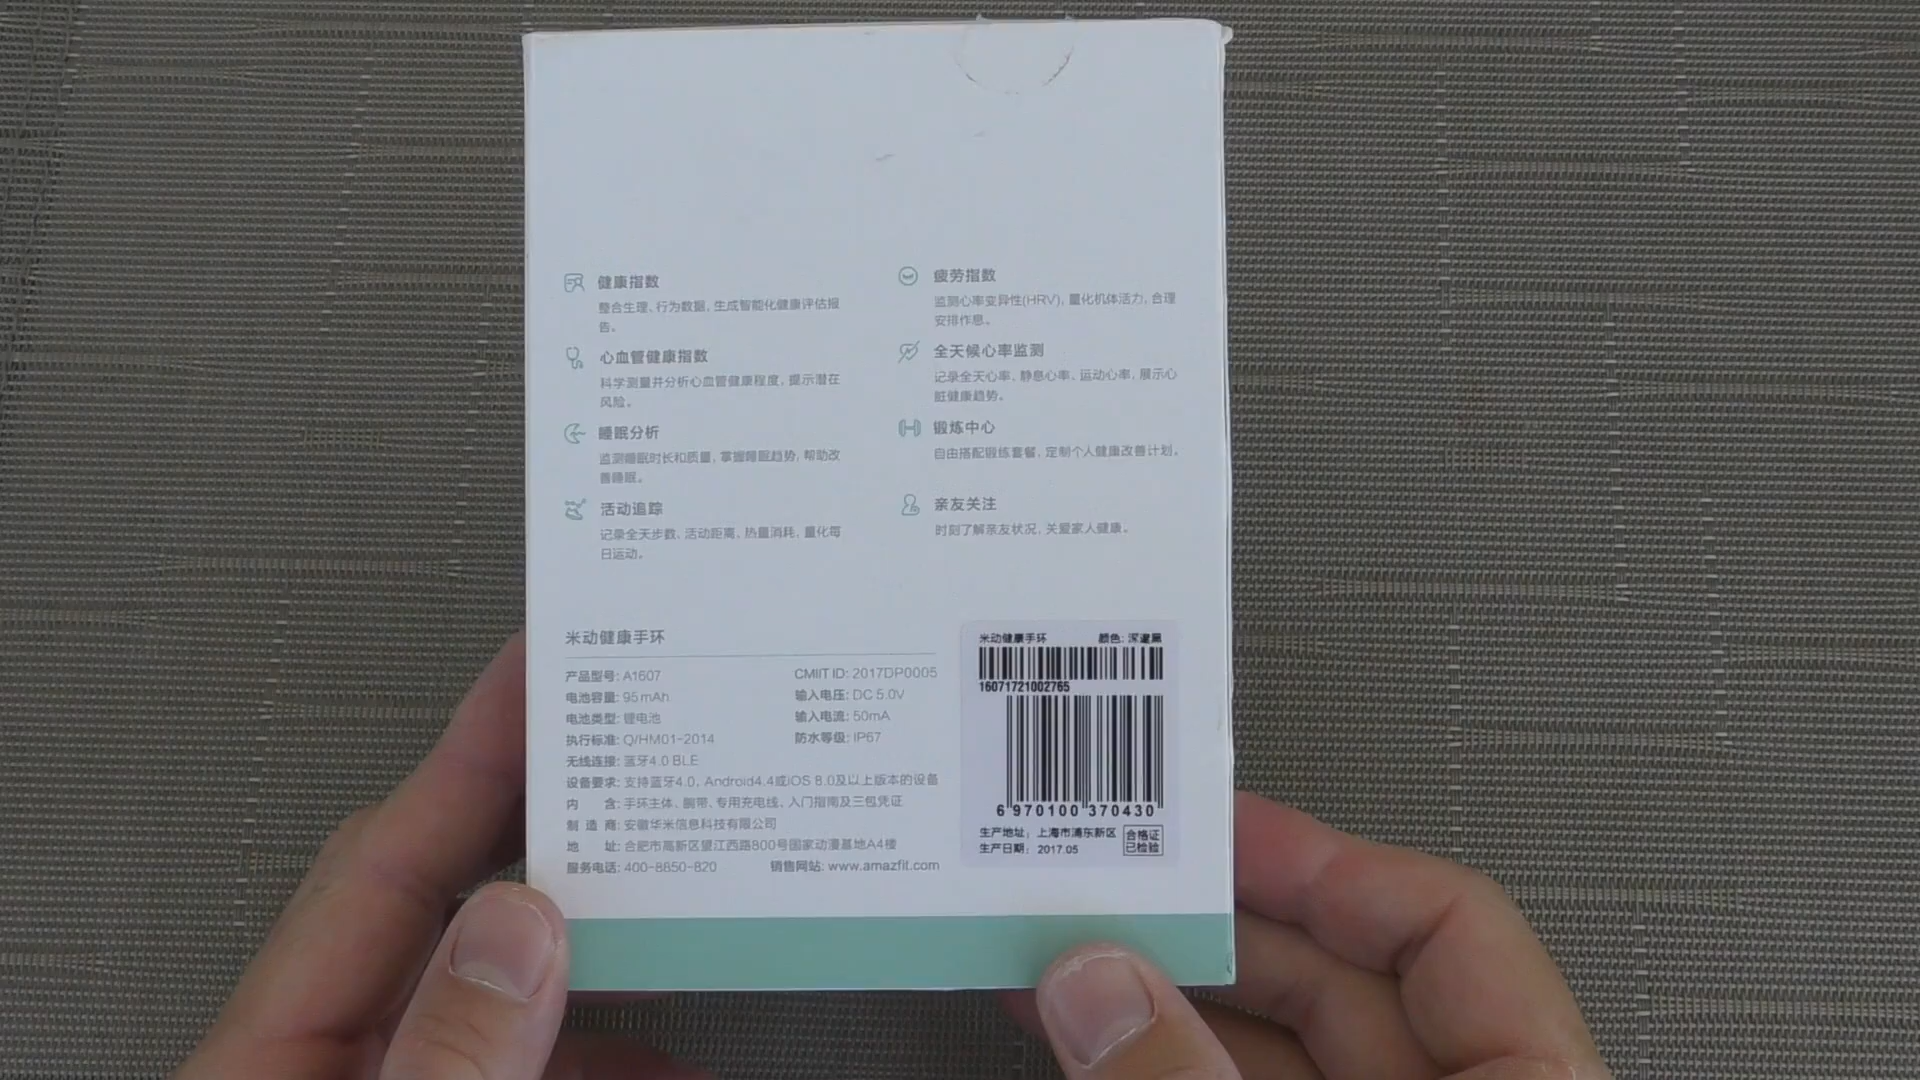 健康指数
整合生理、行为数据，生成智能化健康评估报
告。
心血管健康指数
科学测量并分析心血管健康程度，提示潜在
风险。
睡眠分析
监测睡眠时长和质量，掌握睡眠趋势，帮助改
善睡眠。
活动追踪
记录全天步数、活动距离、热量消耗，量化每
日运动。
疲劳指数
监测心率变异性(HRV)，量化机体活力，合理
安排作息。
全天候心率监测
记录全天心率、静息心率、运动心率，展示心
脏健康趋势。
锻炼中心
自由搭配锻练套餐，定制个人健康改善计划。
亲友关注
时刻了解亲友状况，关爱家人健康。
米动健康手环
产品型号: A1607 CMIIT ID: 2017DP0005
电池容量: 95 mAh 输入电压: DC 5.0V
电池类型: 锂电池 输入电流: 50mA
执行标准: Q/HM01-2014 防水等级: IP67
无线连接: 蓝牙4.0 BLE
设备要求: 支持蓝牙4.0，Android4.4或iOS 8.0及以上版本的设备
内 含: 手环主体、腕带、专用充电线、入门指南及三包凭证
制 造 商: 安徽华米信息科技有限公司
地 址: 合肥市高新区望江西路800号国家动漫基地A4楼
服务电话: 400-8850-820 销售网站: www.amazfit.com
米动健康手环 颜色: 深邃黑
16071721002765
6 970100 370430
生产地址: 上海市浦东新区
生产日期: 2017.05
合格证
已检验